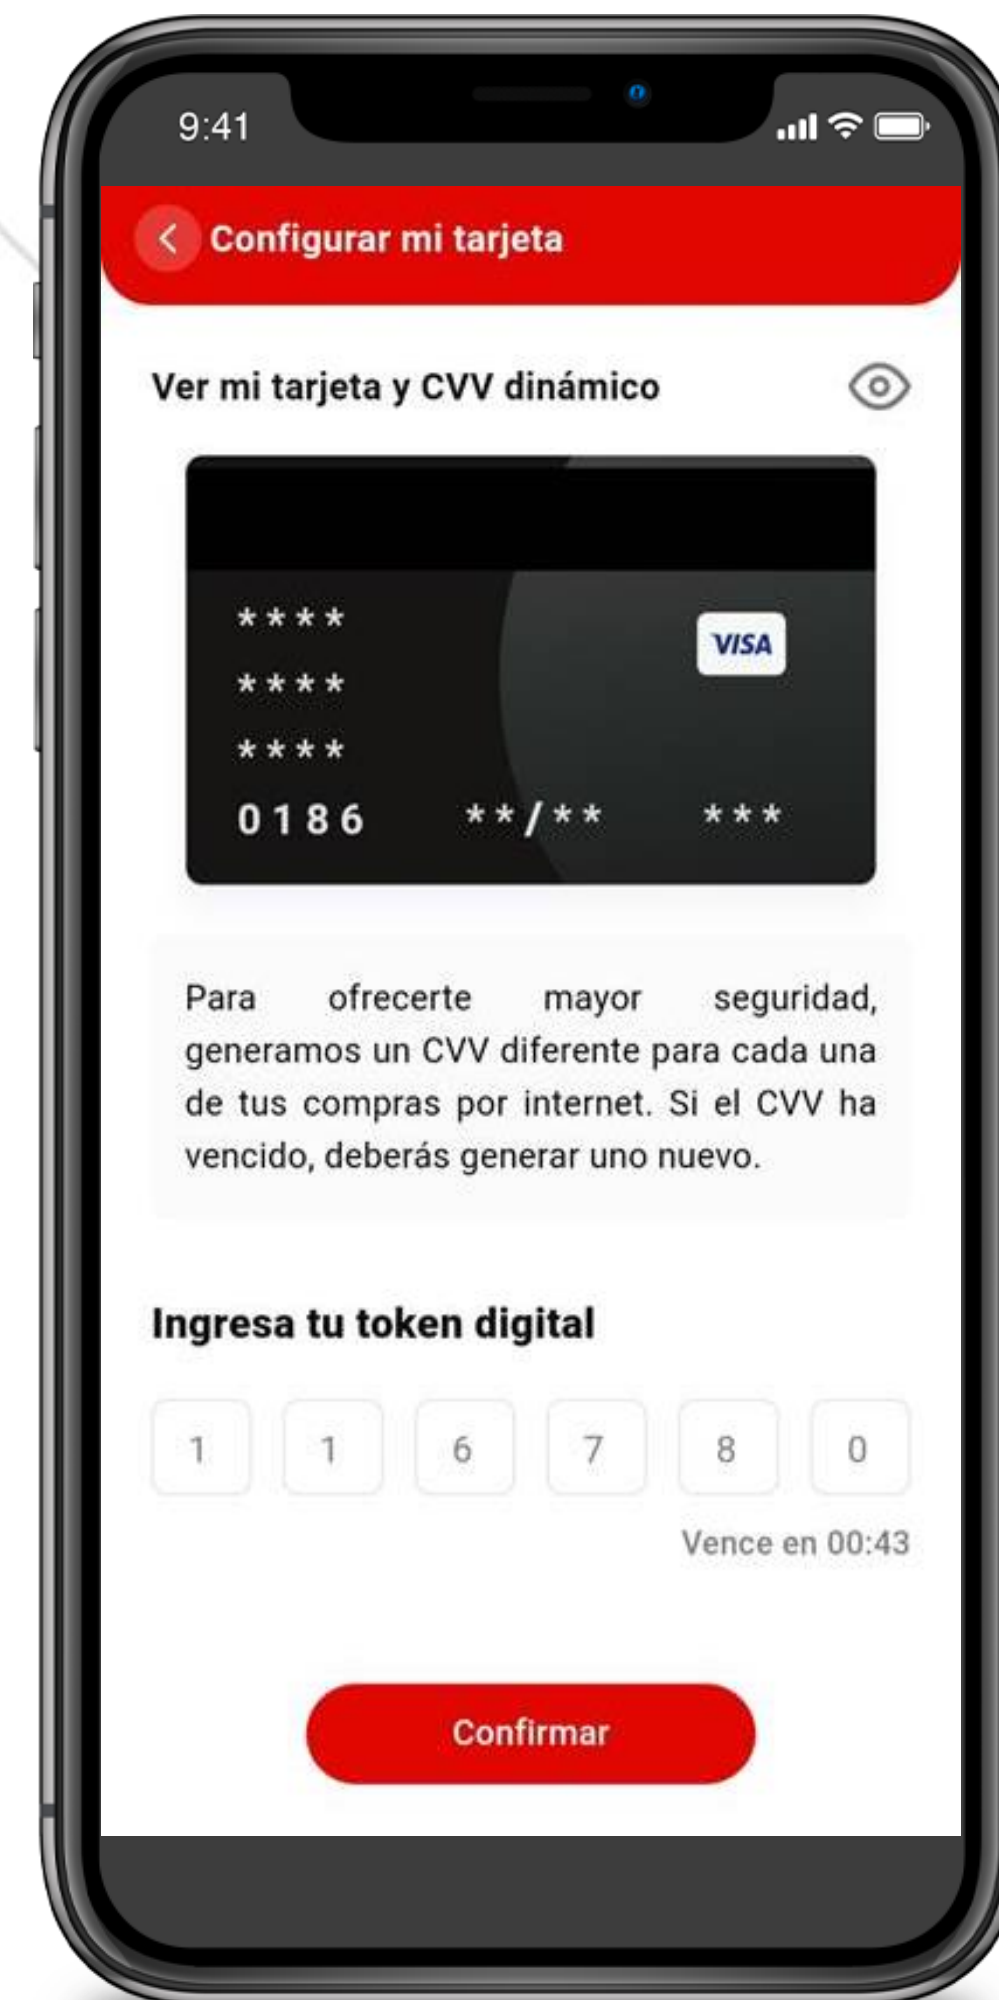 9:41
Configurar mi tarjeta
Ver mi tarjeta y CVV dinámico
****
VISA
****
****
0186 **/** ***
Para ofrecerte mayor seguridad,
generamos un CVV diferente para cada una
de tus compras por internet. Si el CVV ha
vencido, deberás generar uno nuevo.
Ingresa tu token digital
1 1 6 7 8 0
Vence en 00:43
Confirmar